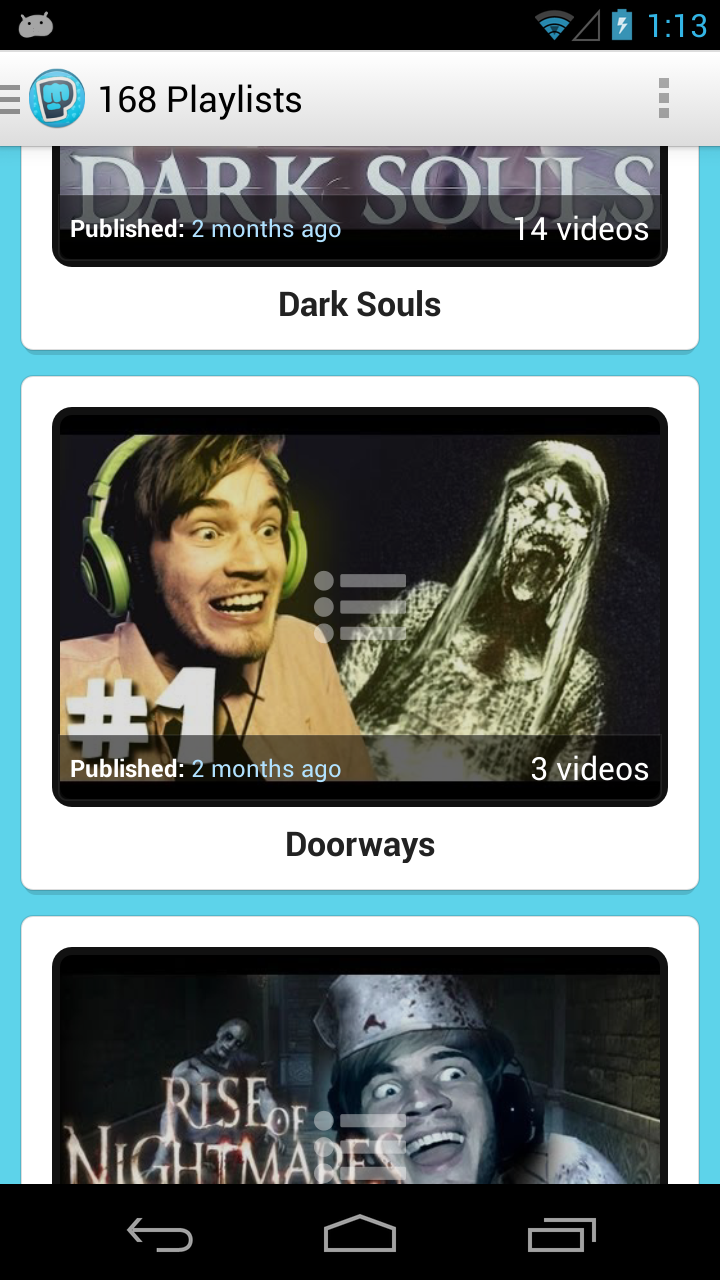 1:13
168 Playlists
DARK SOULS
Published: 2 months ago
14 videos
Dark Souls
#1
Published: 2 months ago
3 videos
Doorways
RISE OF
NIGHTMARES